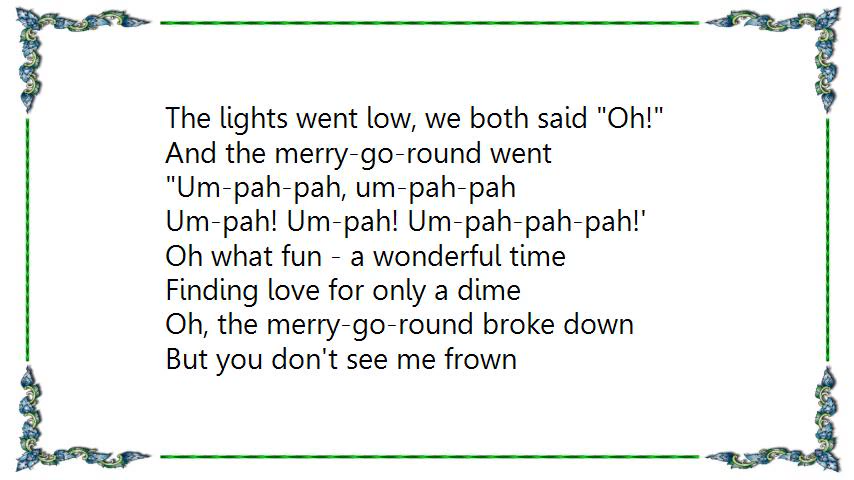 The lights went low, we both said "Oh!"
And the merry-go-round went
"Um-pah-pah, um-pah-pah
Um-pah! Um-pah! Um-pah-pah-pah!'
Oh what fun - a wonderful time
Finding love for only a dime
Oh, the merry-go-round broke down
But you don't see me frown